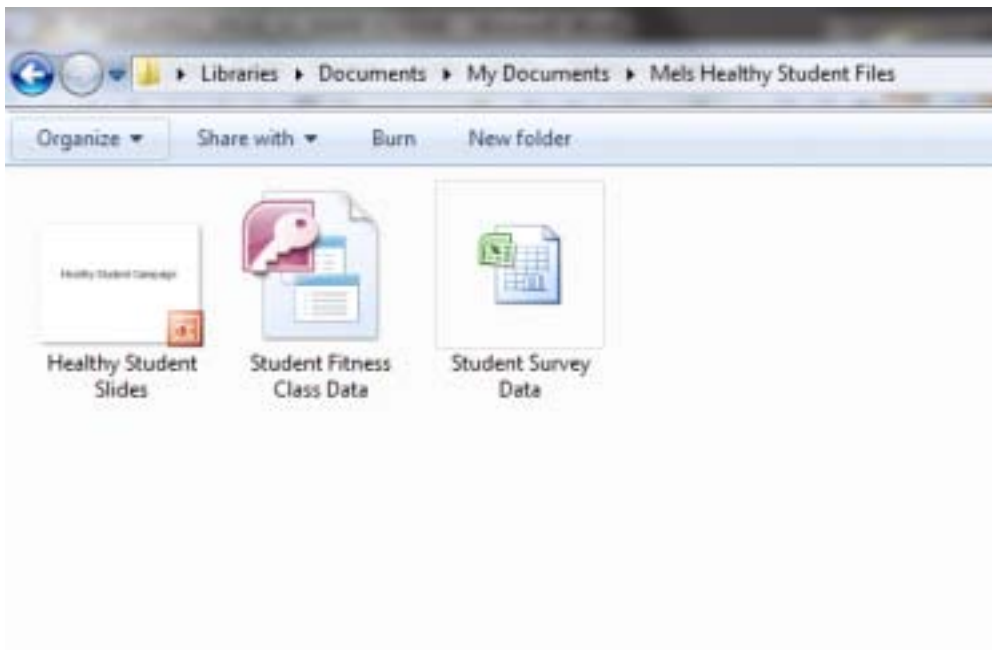 Libraries Documents My Documents Mels Healthy Student Files
Organize Share with Burn New folder
Healthy Student Campaign
Healthy Student
Slides
Student Fitness
Class Data
Student Survey
Data